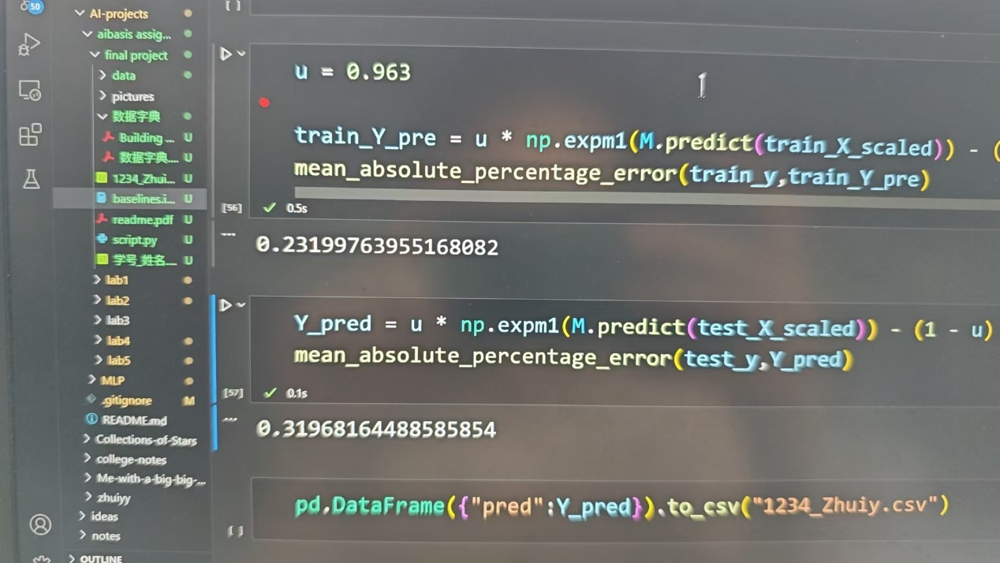 50
AI-projects
aibasis assig...
final project
data
pictures
数据字典
Building ... U
数据字典.... U
1234_Zhui... U
baselines.i... U
readme.pdf U
script.py U
学号_姓名.... U
lab1
lab2
lab3
lab4
lab5
MLP
.gitignore M
README.md
Collections-of-Stars
college-notes
Me-with-a-big-big-...
zhuiyy
ideas
notes
OUTLINE
[ ]
u = 0.963
train_Y_pre = u * np.expm1(M.predict(train_X_scaled)) - (
mean_absolute_percentage_error(train_y,train_Y_pre)
[56] 0.5s
... 0.23199763955168082
Y_pred = u * np.expm1(M.predict(test_X_scaled)) - (1 - u)
mean_absolute_percentage_error(test_y,Y_pred)
[57] 0.1s
... 0.31968164488585854
pd.DataFrame({"pred":Y_pred}).to_csv("1234_Zhuiy.csv")
[ ]